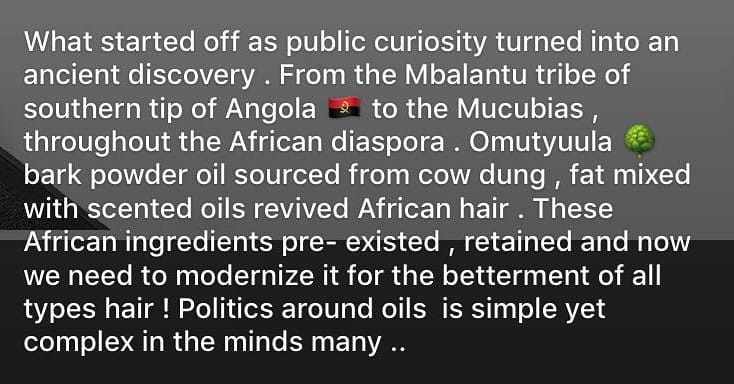 What started off as public curiosity turned into an
ancient discovery . From the Mbalantu tribe of
southern tip of Angola 🇦🇴 to the Mucubias ,
throughout the African diaspora . Omutyuula 🌳
bark powder oil sourced from cow dung , fat mixed
with scented oils revived African hair . These
African ingredients pre- existed , retained and now
we need to modernize it for the betterment of all
types hair ! Politics around oils  is simple yet
complex in the minds many ..